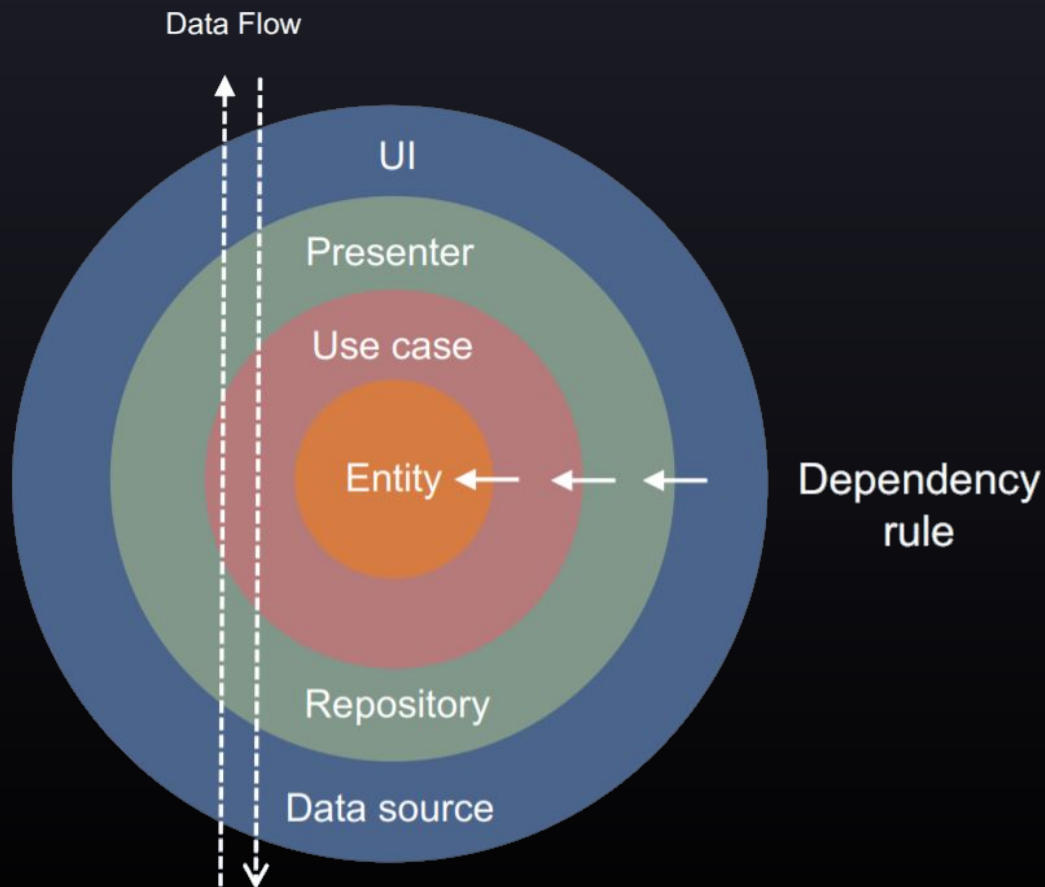 Data Flow
UI
Presenter
Use case
Entity
Dependency
rule
Repository
Data source